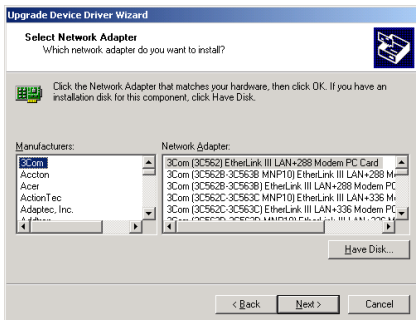 Upgrade Device Driver Wizard
Select Network Adapter
Which network adapter do you want to install?
Click the Network Adapter that matches your hardware, then click OK. If you have an
installation disk for this component, click Have Disk.
Manufacturers:
3Com
Accton
Acer
ActionTec
Adaptec, Inc.
Network Adapter:
3Com (3C562) EtherLink III LAN+288 Modem PC Card
3Com (3C562B-3C563B MNP10) EtherLink III LAN+288 M
3Com (3C562B-3C563B) EtherLink III LAN+288 Modem PC
3Com (3C562C-3C563C MNP10) EtherLink III LAN+336 M
3Com (3C562C-3C563C) EtherLink III LAN+336 Modem PC
Have Disk...
< Back
Next >
Cancel